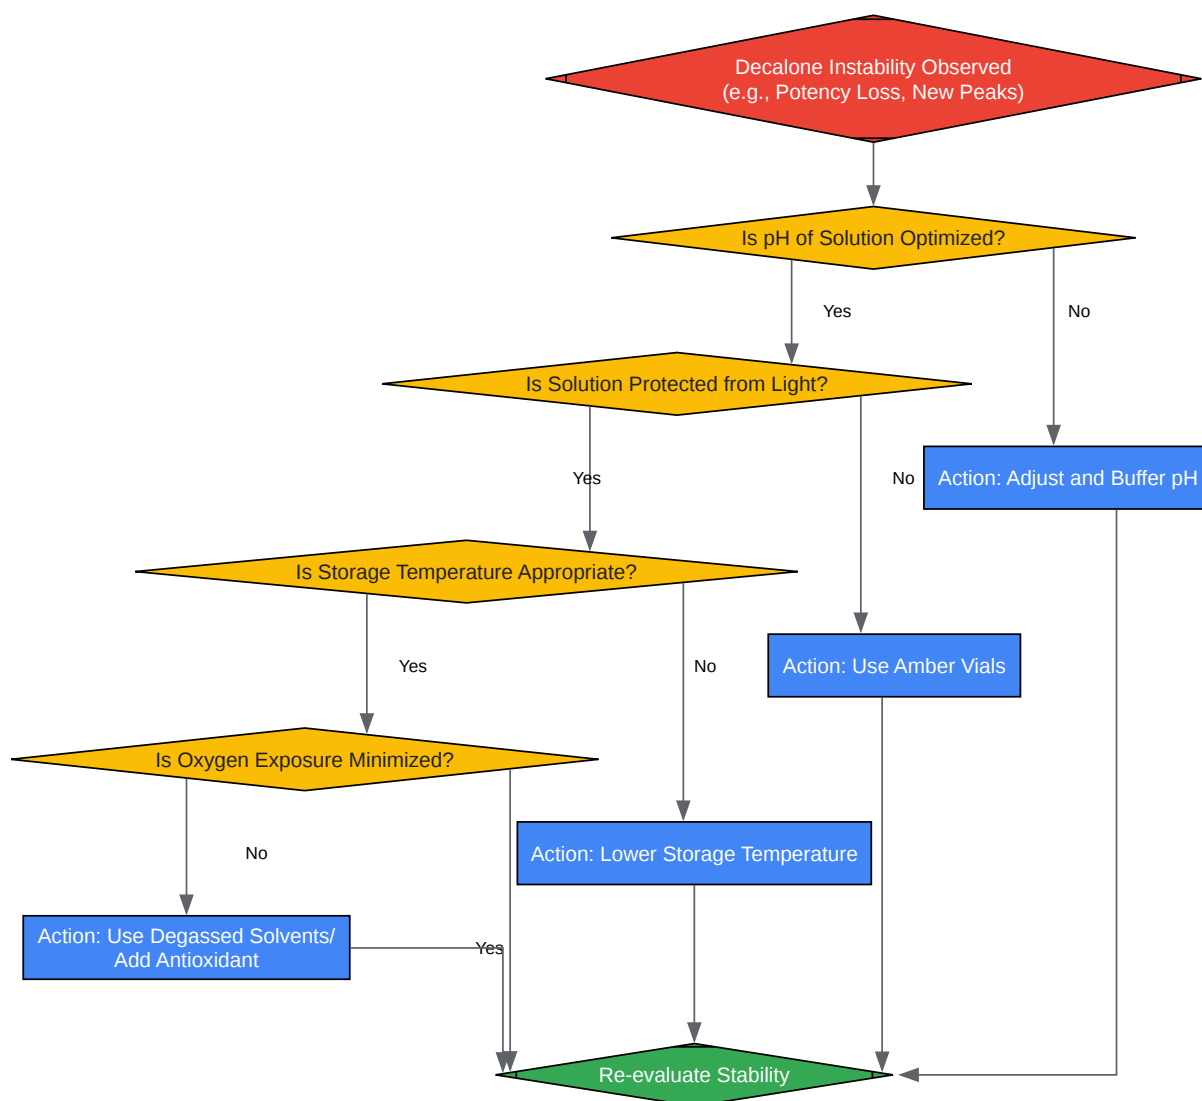 Decalone Instability Observed
(e.g., Potency Loss, New Peaks)
Is pH of Solution Optimized?
Yes
No
Is Solution Protected from Light?
Yes
No
Action: Adjust and Buffer pH
Is Storage Temperature Appropriate?
Yes
No
Action: Use Amber Vials
Is Oxygen Exposure Minimized?
No
Action: Lower Storage Temperature
Action: Use Degassed Solvents/
Add Antioxidant
Yes
Re-evaluate Stability